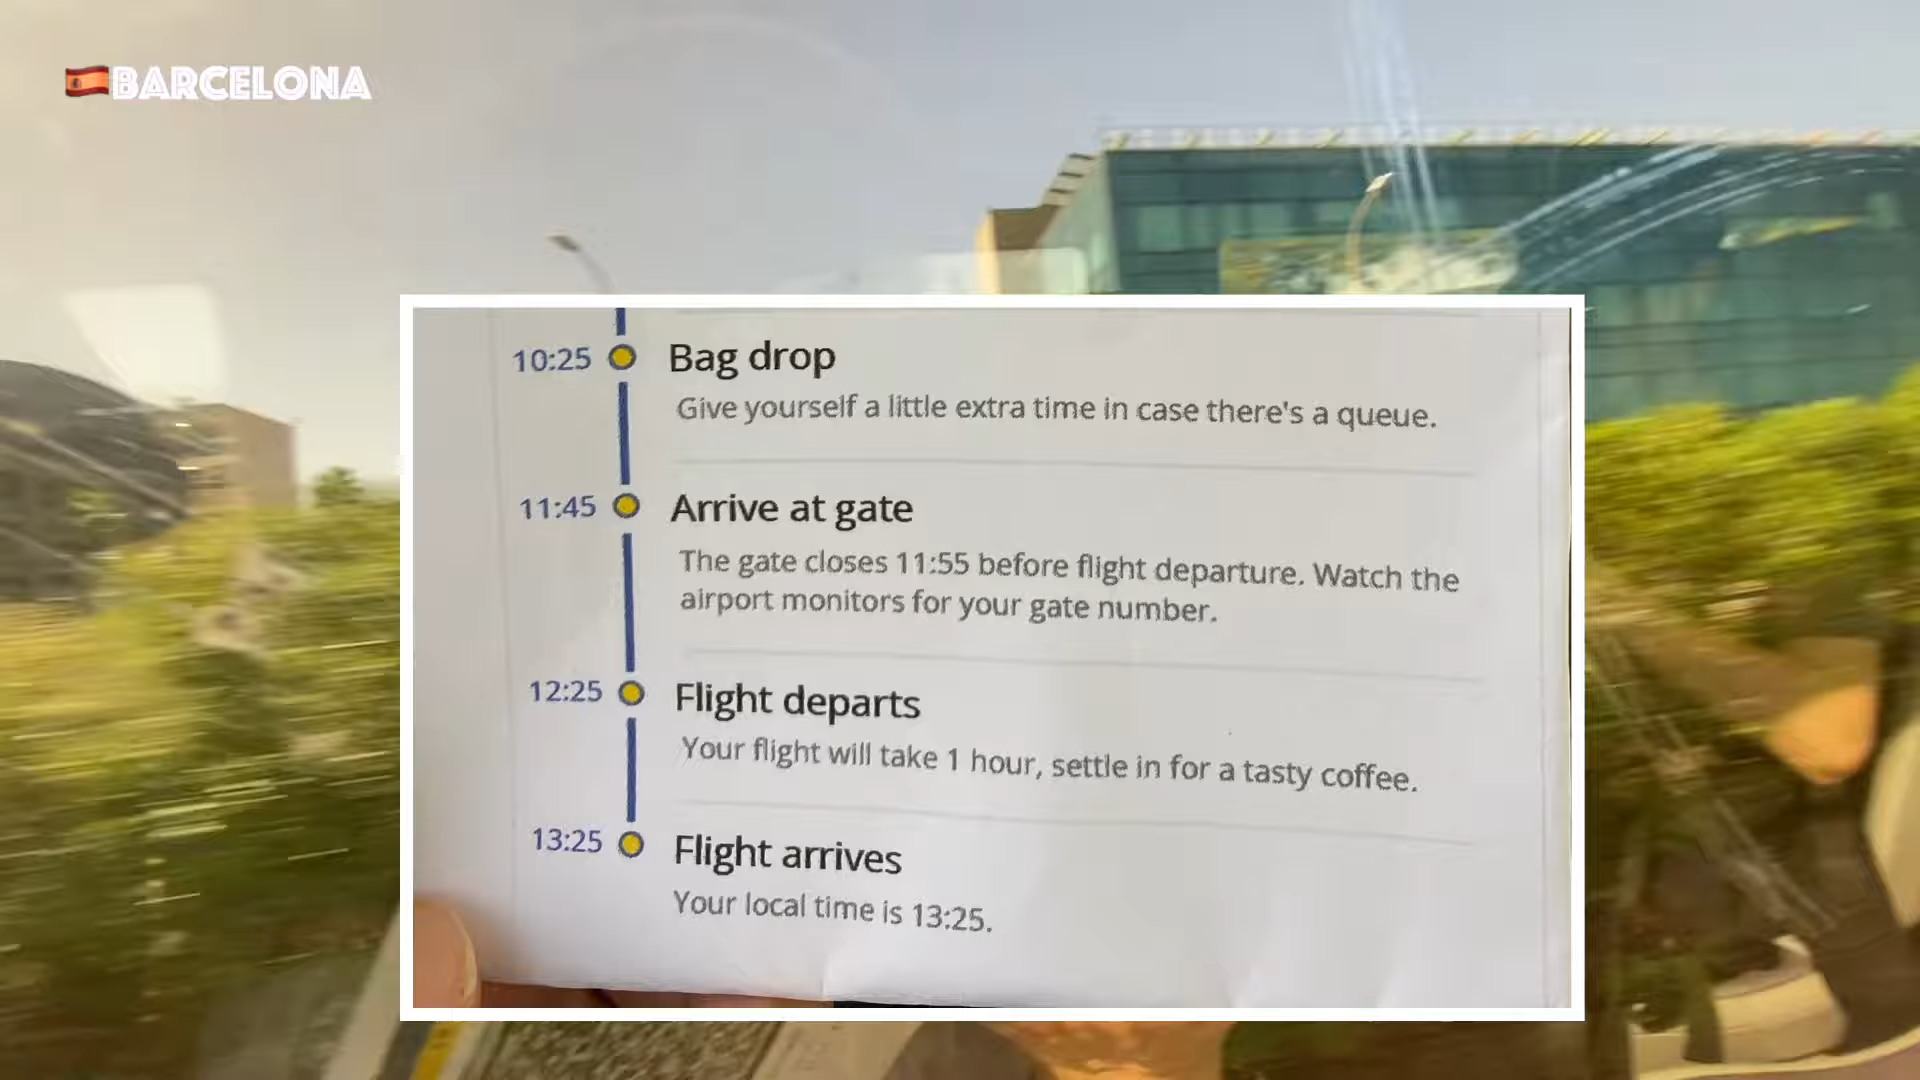 BARCELONA
10:25 Bag drop
Give yourself a little extra time in case there's a queue.
11:45 Arrive at gate
The gate closes 11:55 before flight departure. Watch the
airport monitors for your gate number.
12:25 Flight departs
Your flight will take 1 hour, settle in for a tasty coffee.
13:25 Flight arrives
Your local time is 13:25.